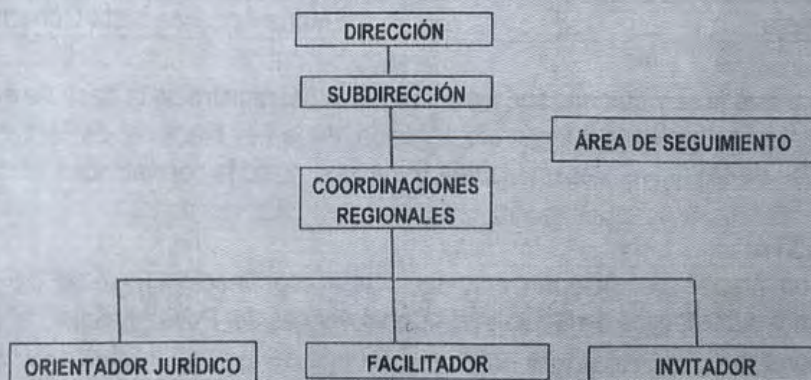 DIRECCIÓN
SUBDIRECCIÓN
ÁREA DE SEGUIMIENTO
COORDINACIONES
REGIONALES
ORIENTADOR JURÍDICO
FACILITADOR
INVITADOR